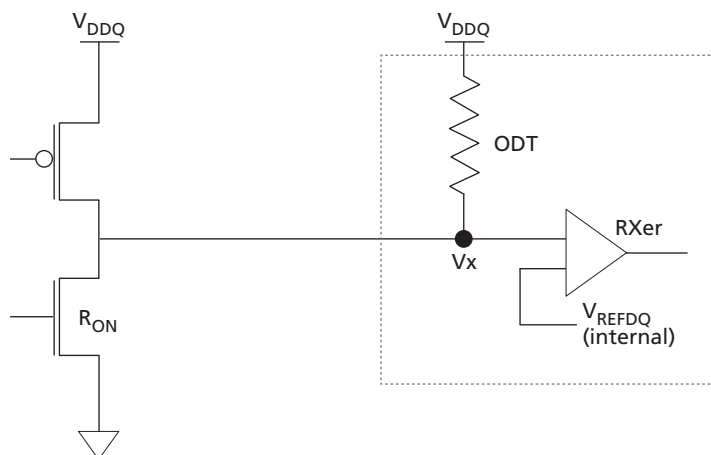 VDDQ
VDDQ
ODT
RXer
Vx
RON
VREFDQ
(internal)